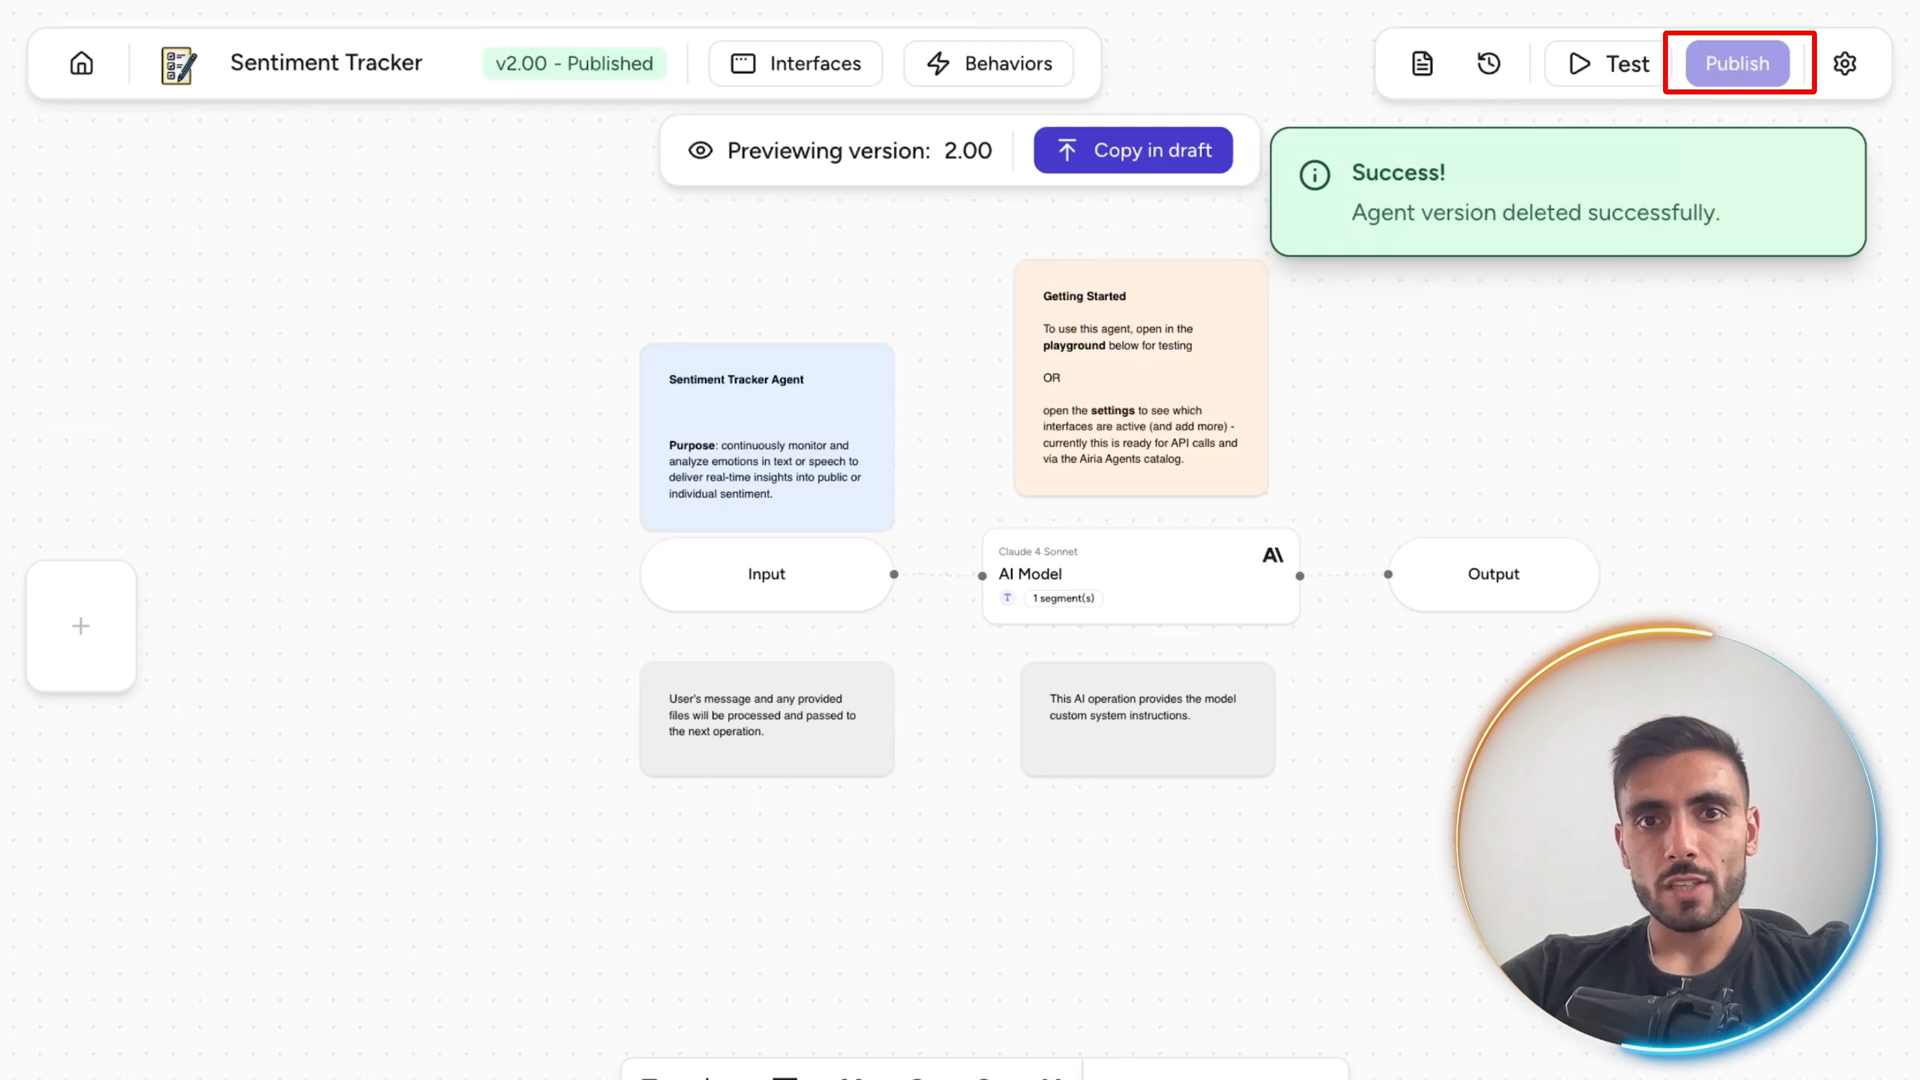 Sentiment Tracker
v2.00 - Published
Interfaces
Behaviors
Test
Publish
Previewing version: 2.00
Copy in draft
Success!
Agent version deleted successfully.
Getting Started
To use this agent, open in the
playground below for testing
OR
open the settings to see which
interfaces are active (and add more) -
currently this is ready for API calls and
via the Airia Agents catalog.
Sentiment Tracker Agent
Purpose: continuously monitor and
analyze emotions in text or speech to
deliver real-time insights into public or
individual sentiment.
Input
Claude 4 Sonnet
AI Model
T
1 segment(s)
Output
User's message and any provided
files will be processed and passed to
the next operation.
This AI operation provides the model
custom system instructions.